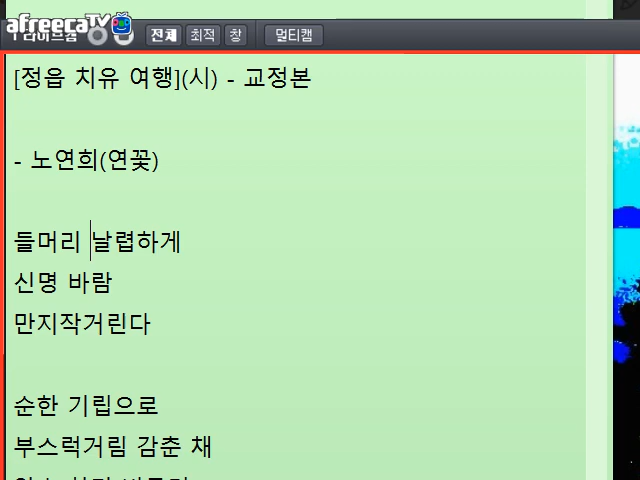 afreecaTV
전체 최적 창 멀티캠
[정읍 치유 여행](시) - 교정본
- 노연희(연꽃)
들머리 날렵하게
신명 바람
만지작거린다
순한 기립으로
부스럭거림 감춘 채